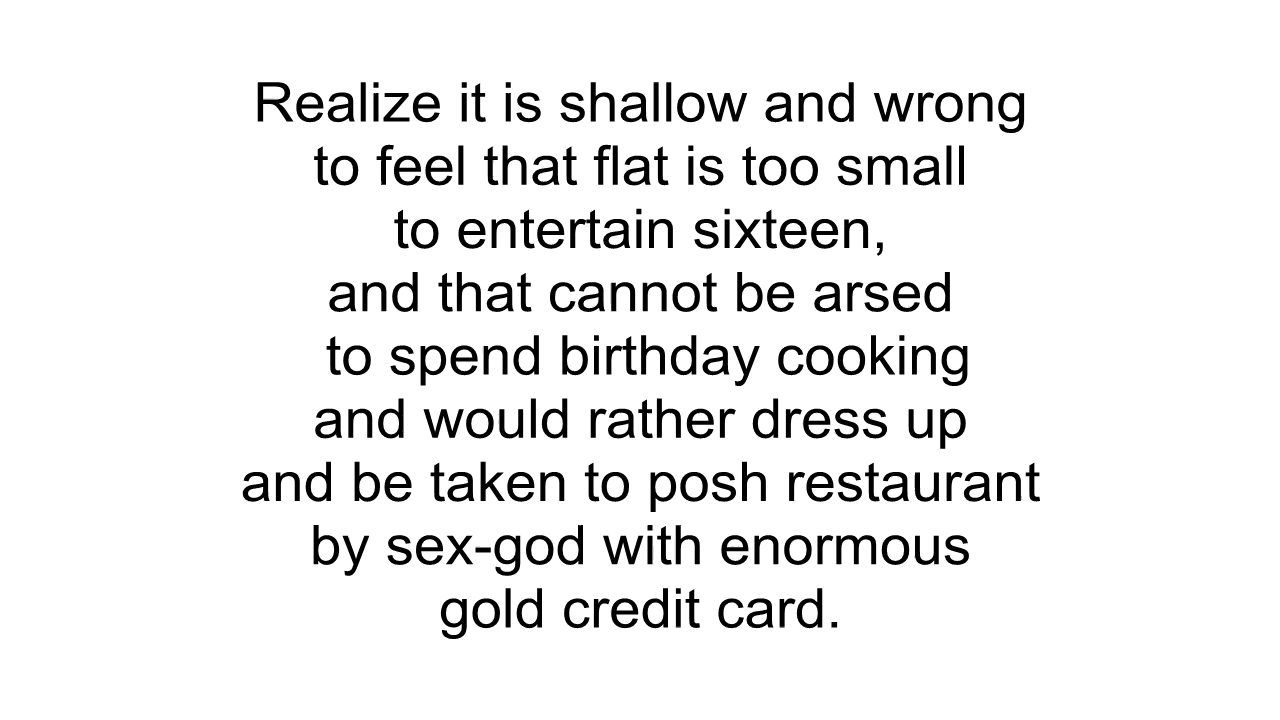 Realize it is shallow and wrong
to feel that flat is too small
to entertain sixteen,
and that cannot be arsed
to spend birthday cooking
and would rather dress up
and be taken to posh restaurant
by sex-god with enormous
gold credit card.